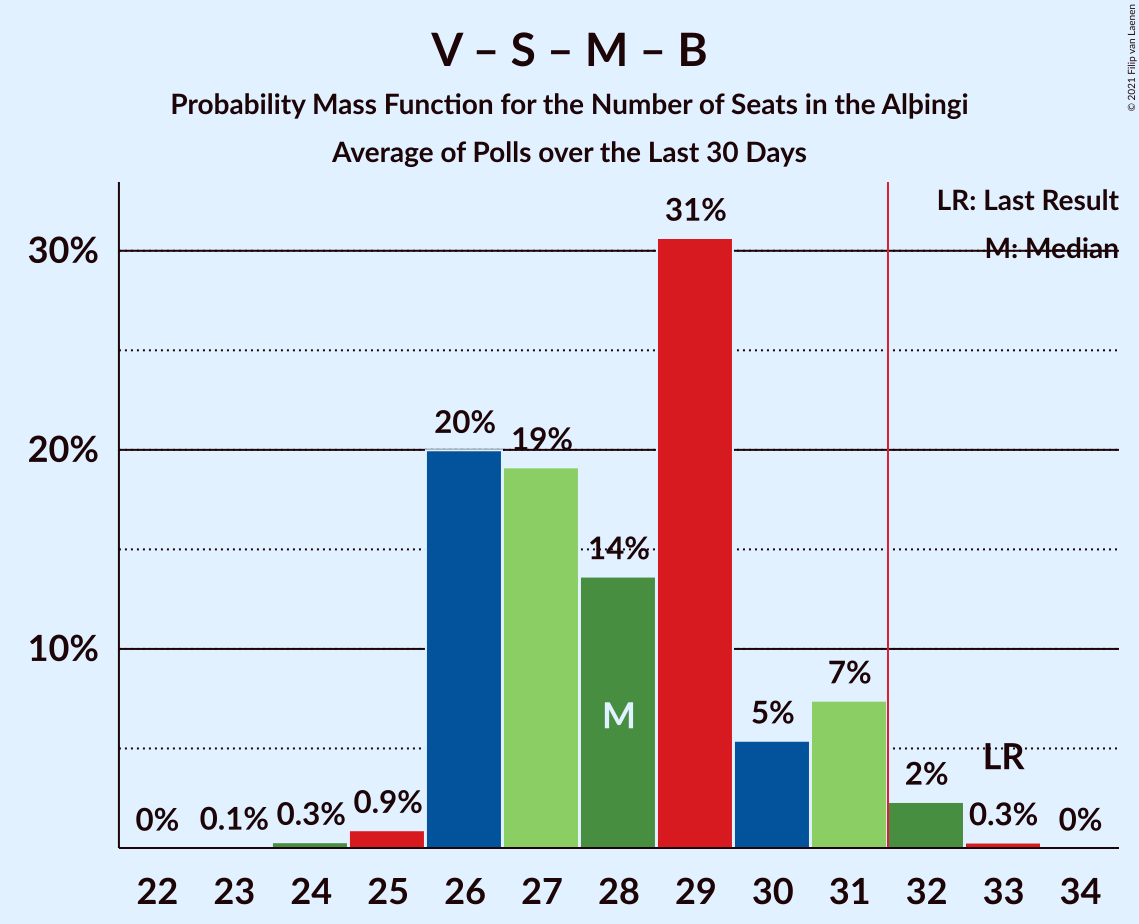 V – S – M – B
Probability Mass Function for the Number of Seats in the Alþingi
Average of Polls over the Last 30 Days
© 2021 Filip van Laenen
LR: Last Result
M: Median
30%
20%
10%
0%
0.1%
0.3%
0.9%
20%
19%
14%
31%
5%
7%
2%
0.3%
0%
M
LR
22 23 24 25 26 27 28 29 30 31 32 33 34